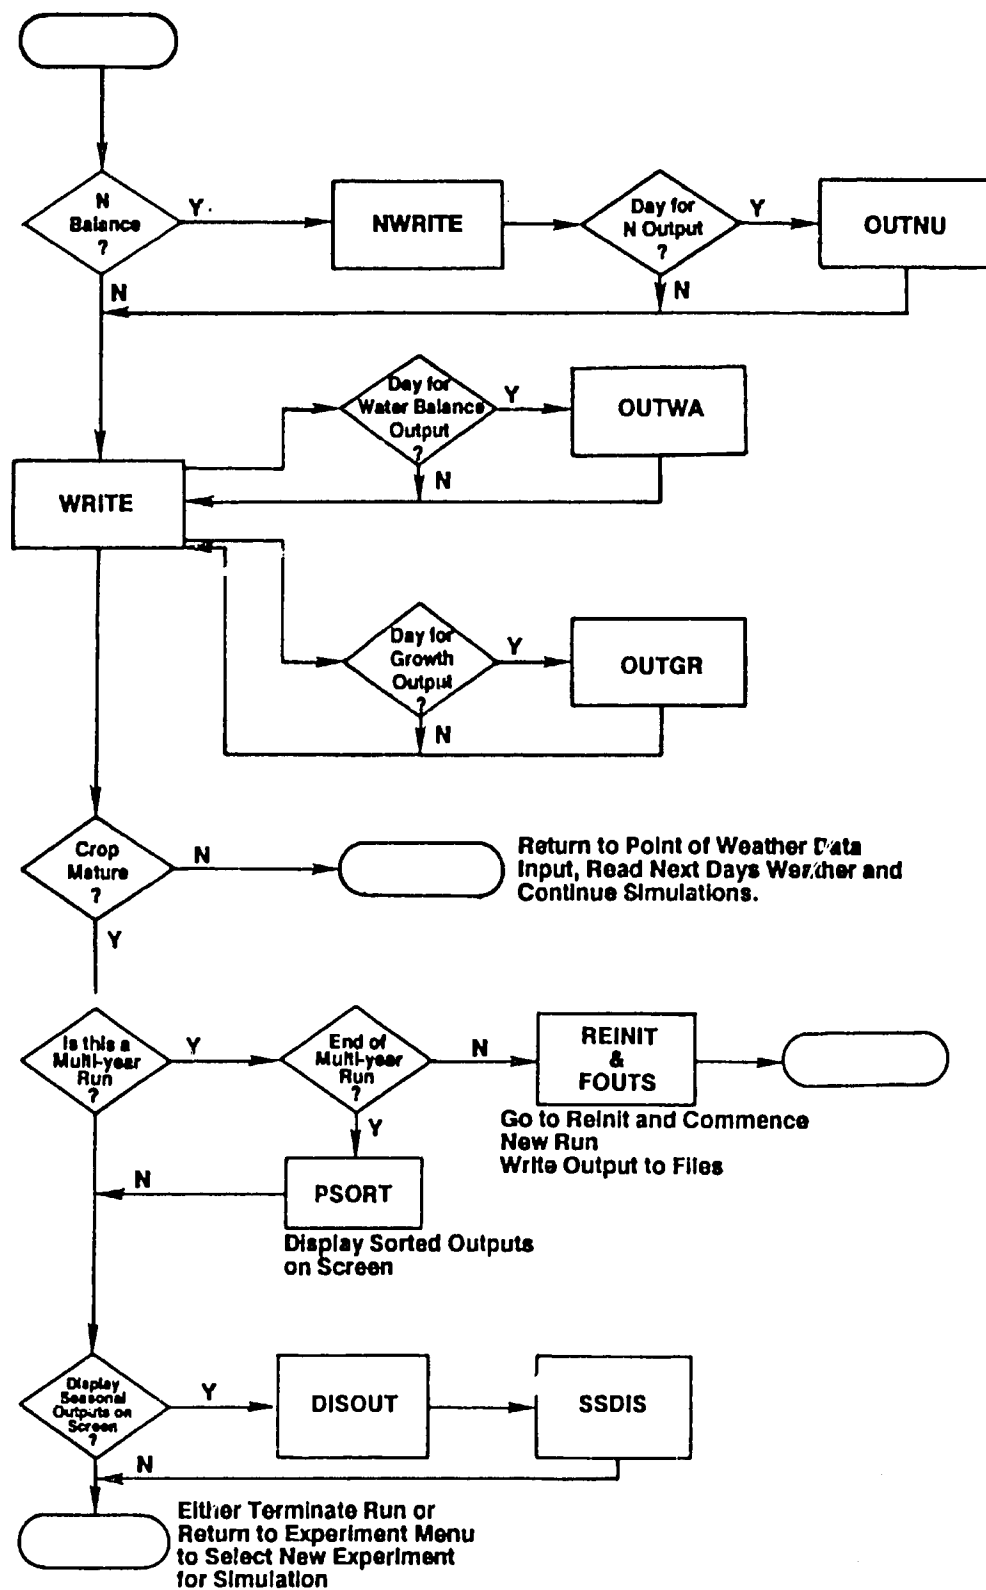 N
Balance
?
Y
NWRITE
Day for
N Output
?
Y
OUTNU
N
N
Day for
Water Balance
Output
?
Y
OUTWA
N
WRITE
Day for
Growth
Output
?
Y
OUTGR
N
Crop
Mature
?
N
Return to Point of Weather Data
Input, Read Next Days Weather and
Continue Simulations.
Y
Is this a
Multi-year
Run
?
Y
End of
Multi-year
Run
?
N
REINIT
&
FOUTS
Go to Reinit and Commence
New Run
Write Output to Files
Y
N
PSORT
Display Sorted Outputs
on Screen
Display
Seasonal
Outputs on
Screen
?
Y
DISOUT
SSDIS
N
Either Terminate Run or
Return to Experiment Menu
to Select New Experiment
for Simulation